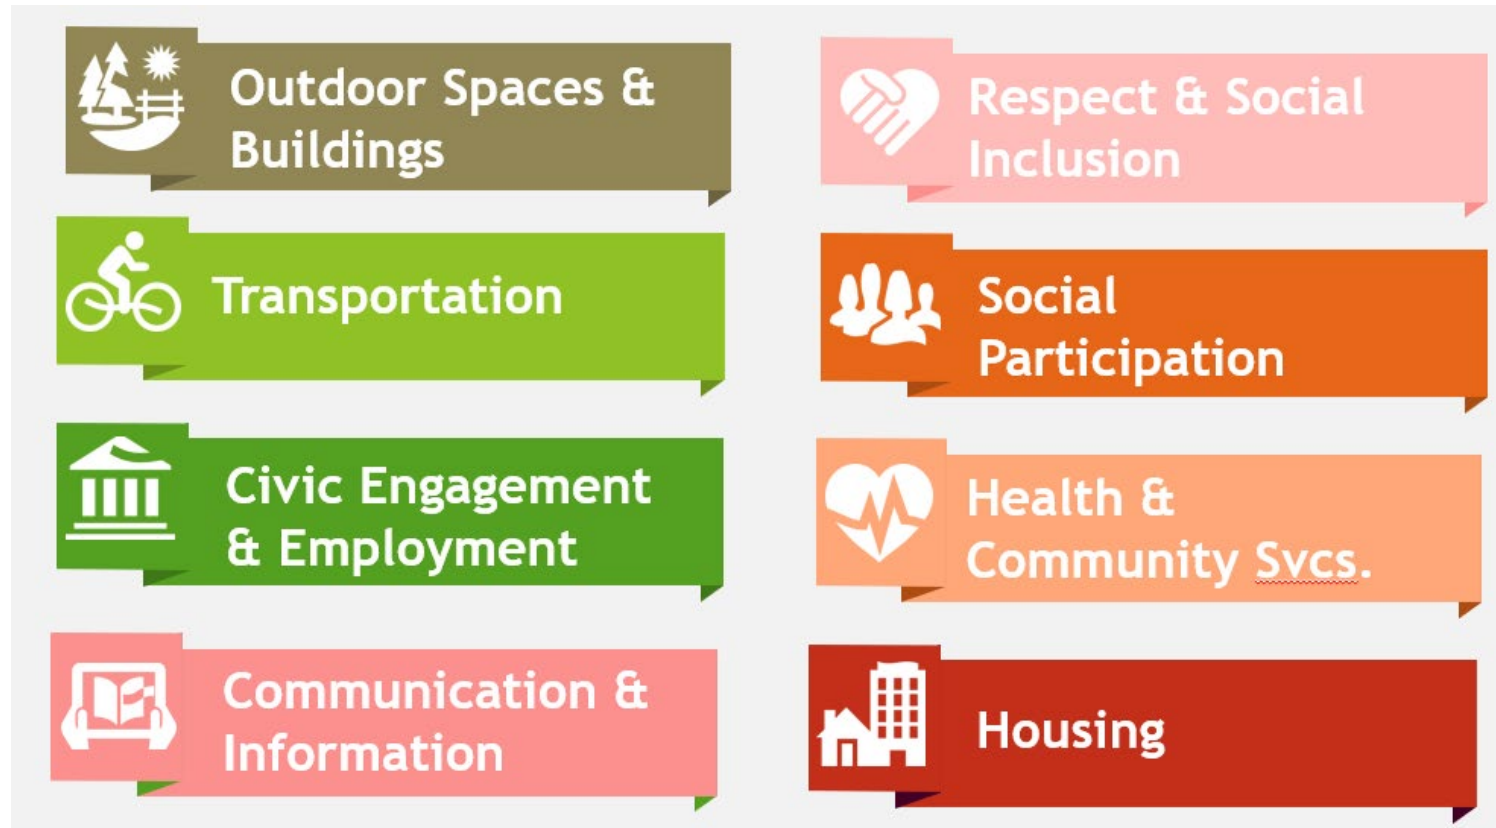 Outdoor Spaces &
Buildings
Transportation
Civic Engagement
& Employment
Communication &
Information
Respect & Social
Inclusion
Social
Participation
Health &
Community Svcs.
Housing